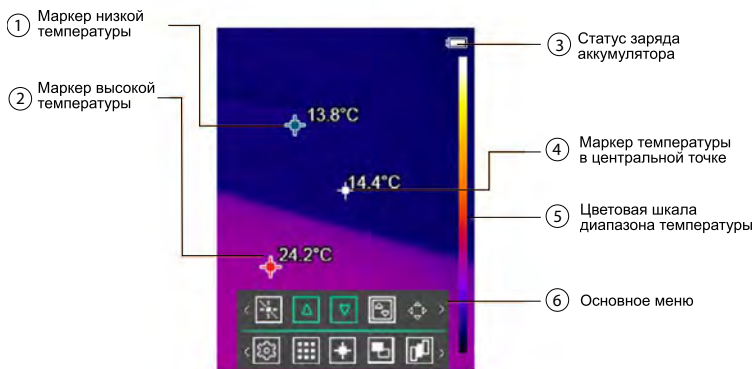 1 Маркер низкой
температуры
2 Маркер высокой
температуры
13.8°C
14.4°C
24.2°C
3 Статус заряда
аккумулятора
4 Маркер температуры
в центральной точке
5 Цветовая шкала
диапазона температуры
6 Основное меню